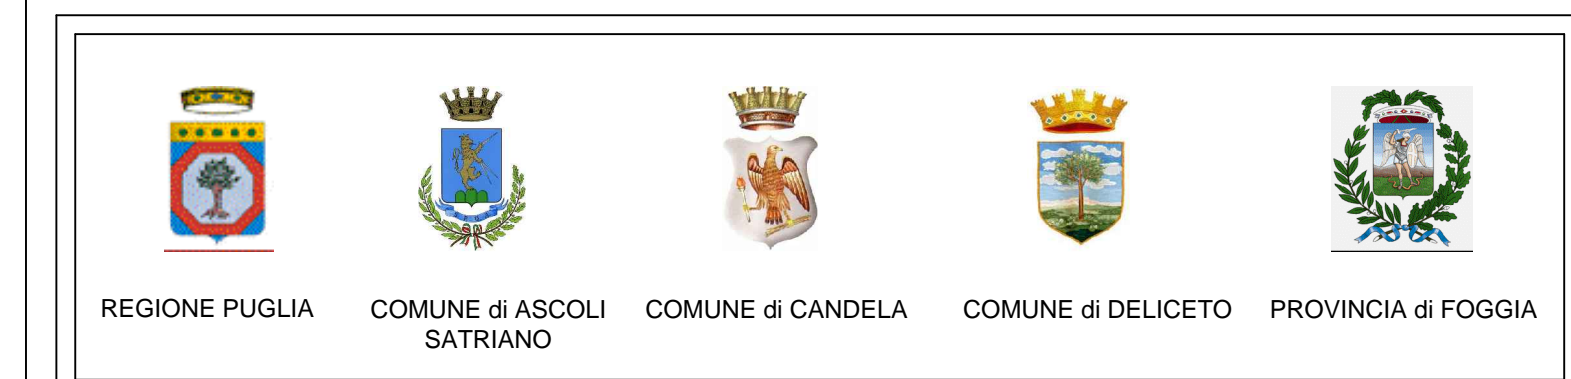 REGIONE PUGLIA
COMUNE di ASCOLI
SATRIANO
COMUNE di CANDELA
COMUNE di DELICETO
PROVINCIA di FOGGIA